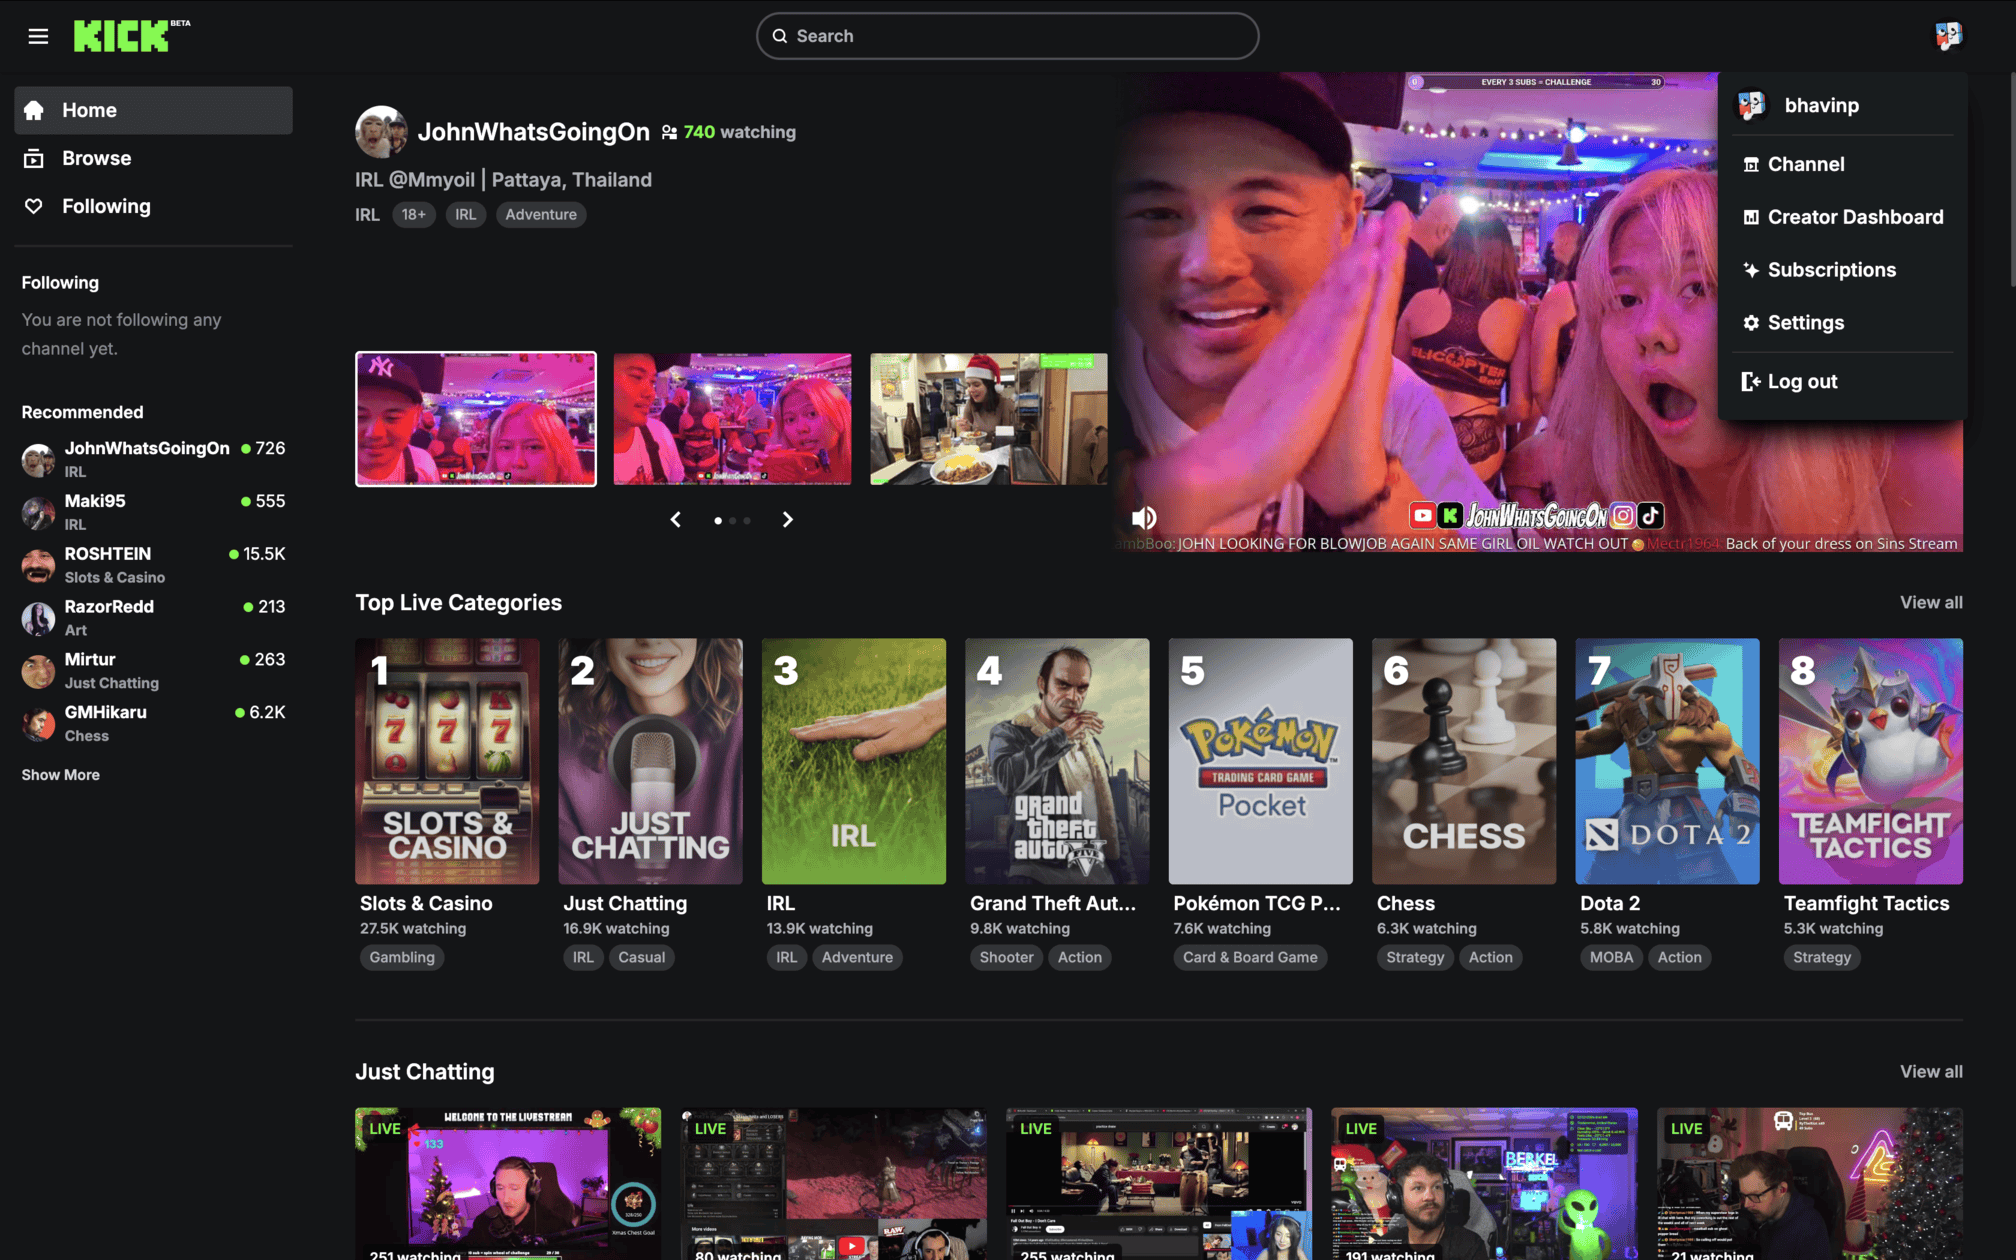 KICK BETA
Search
Home
Browse
Following
Following
You are not following any
channel yet.
Recommended
JohnWhatsGoingOn 726
IRL
Maki95 555
IRL
ROSHTEIN 15.5K
Slots & Casino
RazorRedd 213
Art
Mirtur 263
Just Chatting
GMHikaru 6.2K
Chess
Show More
JohnWhatsGoingOn 740 watching
IRL @Mmyoil | Pattaya, Thailand
IRL 18+ IRL Adventure
EVERY 3 SUBS = CHALLENGE 30
JOHNWHATSGOINGON
ambBoo: JOHN LOOKING FOR BLOWJOB AGAIN SAME GIRL OIL WATCH OUT Mectr1964: Back of your dress on Sins Stream
bhavinp
Channel
Creator Dashboard
Subscriptions
Settings
Log out
Top Live Categories
View all
1
SLOTS &
CASINO
Slots & Casino
27.5K watching
Gambling
2
JUST
CHATTING
Just Chatting
16.9K watching
IRL Casual
3
IRL
IRL
13.9K watching
IRL Adventure
4
grand
theft
auto V
Grand Theft Aut...
9.8K watching
Shooter Action
5
POKéMON
TRADING CARD GAME
Pocket
Pokémon TCG P...
7.6K watching
Card & Board Game
6
CHESS
Chess
6.3K watching
Strategy Action
7
DOTA 2
Dota 2
5.8K watching
MOBA Action
8
TEAMFIGHT
TACTICS
Teamfight Tactics
5.3K watching
Strategy
Just Chatting
View all
LIVE
WELCOME TO THE LIVESTREAM
133
Xmas Chest Goal
251 watching
LIVE
More videos
RAW
80 watching
LIVE
255 watching
LIVE
BERKEL
191 watching
LIVE
21 watching